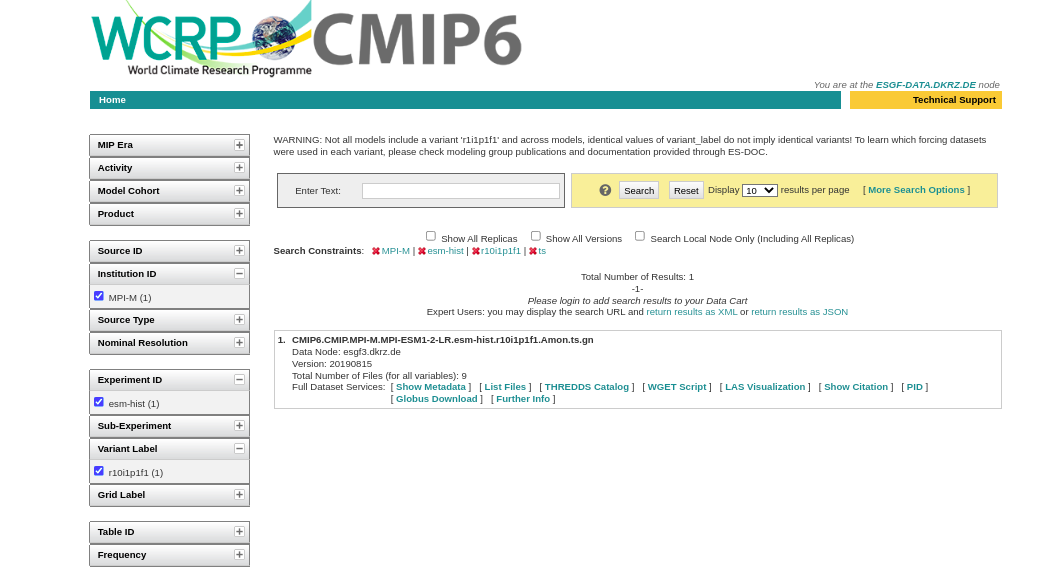 WCRP CMIP6
World Climate Research Programme
You are at the ESGF-DATA.DKRZ.DE node
Home
Technical Support
MIP Era
Activity
Model Cohort
Product
Source ID
Institution ID
MPI-M (1)
Source Type
Nominal Resolution
Experiment ID
esm-hist (1)
Sub-Experiment
Variant Label
r10i1p1f1 (1)
Grid Label
Table ID
Frequency
WARNING: Not all models include a variant 'r1i1p1f1' and across models, identical values of variant_label do not imply identical variants! To learn which forcing datasets
were used in each variant, please check modeling group publications and documentation provided through ES-DOC.
Enter Text:
? Search Reset Display 10 results per page [ More Search Options ]
Show All Replicas Show All Versions Search Local Node Only (Including All Replicas)
Search Constraints: MPI-M | esm-hist | r10i1p1f1 | ts
Total Number of Results: 1
-1-
Please login to add search results to your Data Cart
Expert Users: you may display the search URL and return results as XML or return results as JSON
1. CMIP6.CMIP.MPI-M.MPI-ESM1-2-LR.esm-hist.r10i1p1f1.Amon.ts.gn
Data Node: esgf3.dkrz.de
Version: 20190815
Total Number of Files (for all variables): 9
Full Dataset Services: [ Show Metadata ] [ List Files ] [ THREDDS Catalog ] [ WGET Script ] [ LAS Visualization ] [ Show Citation ] [ PID ]
[ Globus Download ] [ Further Info ]